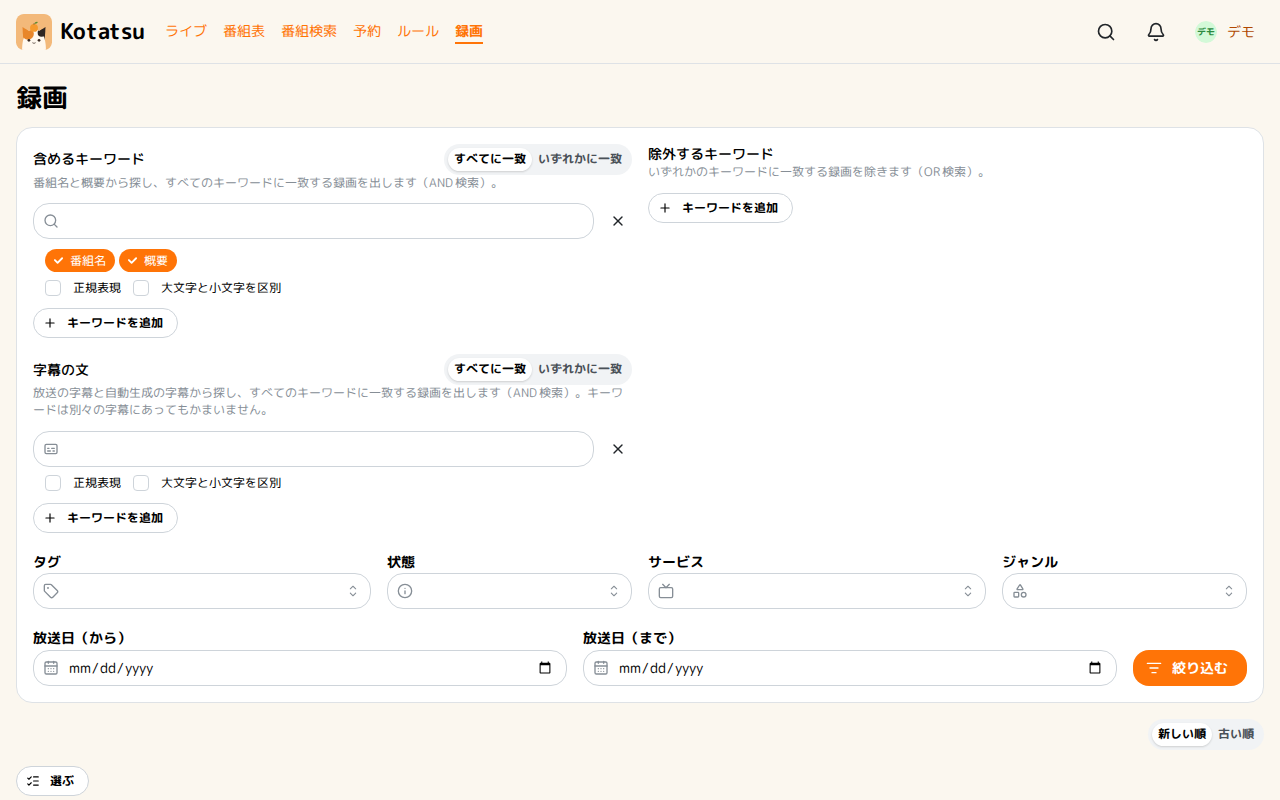 Kotatsu ライブ 番組表 番組検索 予約 ルール 録画 デモ デモ
録画
含めるキーワード すべてに一致 いずれかに一致
番組名と概要から探し、すべてのキーワードに一致する録画を出します（AND 検索）。
番組名 概要
正規表現 大文字と小文字を区別
キーワードを追加
除外するキーワード
いずれかのキーワードに一致する録画を除きます（OR 検索）。
キーワードを追加
字幕の文 すべてに一致 いずれかに一致
放送の字幕と自動生成の字幕から探し、すべてのキーワードに一致する録画を出します（AND 検索）。キーワ
ードは別々の字幕にあってもかまいません。
正規表現 大文字と小文字を区別
キーワードを追加
タグ 状態 サービス ジャンル
放送日（から） 放送日（まで）
mm/dd/yyyy mm/dd/yyyy 絞り込む
新しい順 古い順
選ぶ